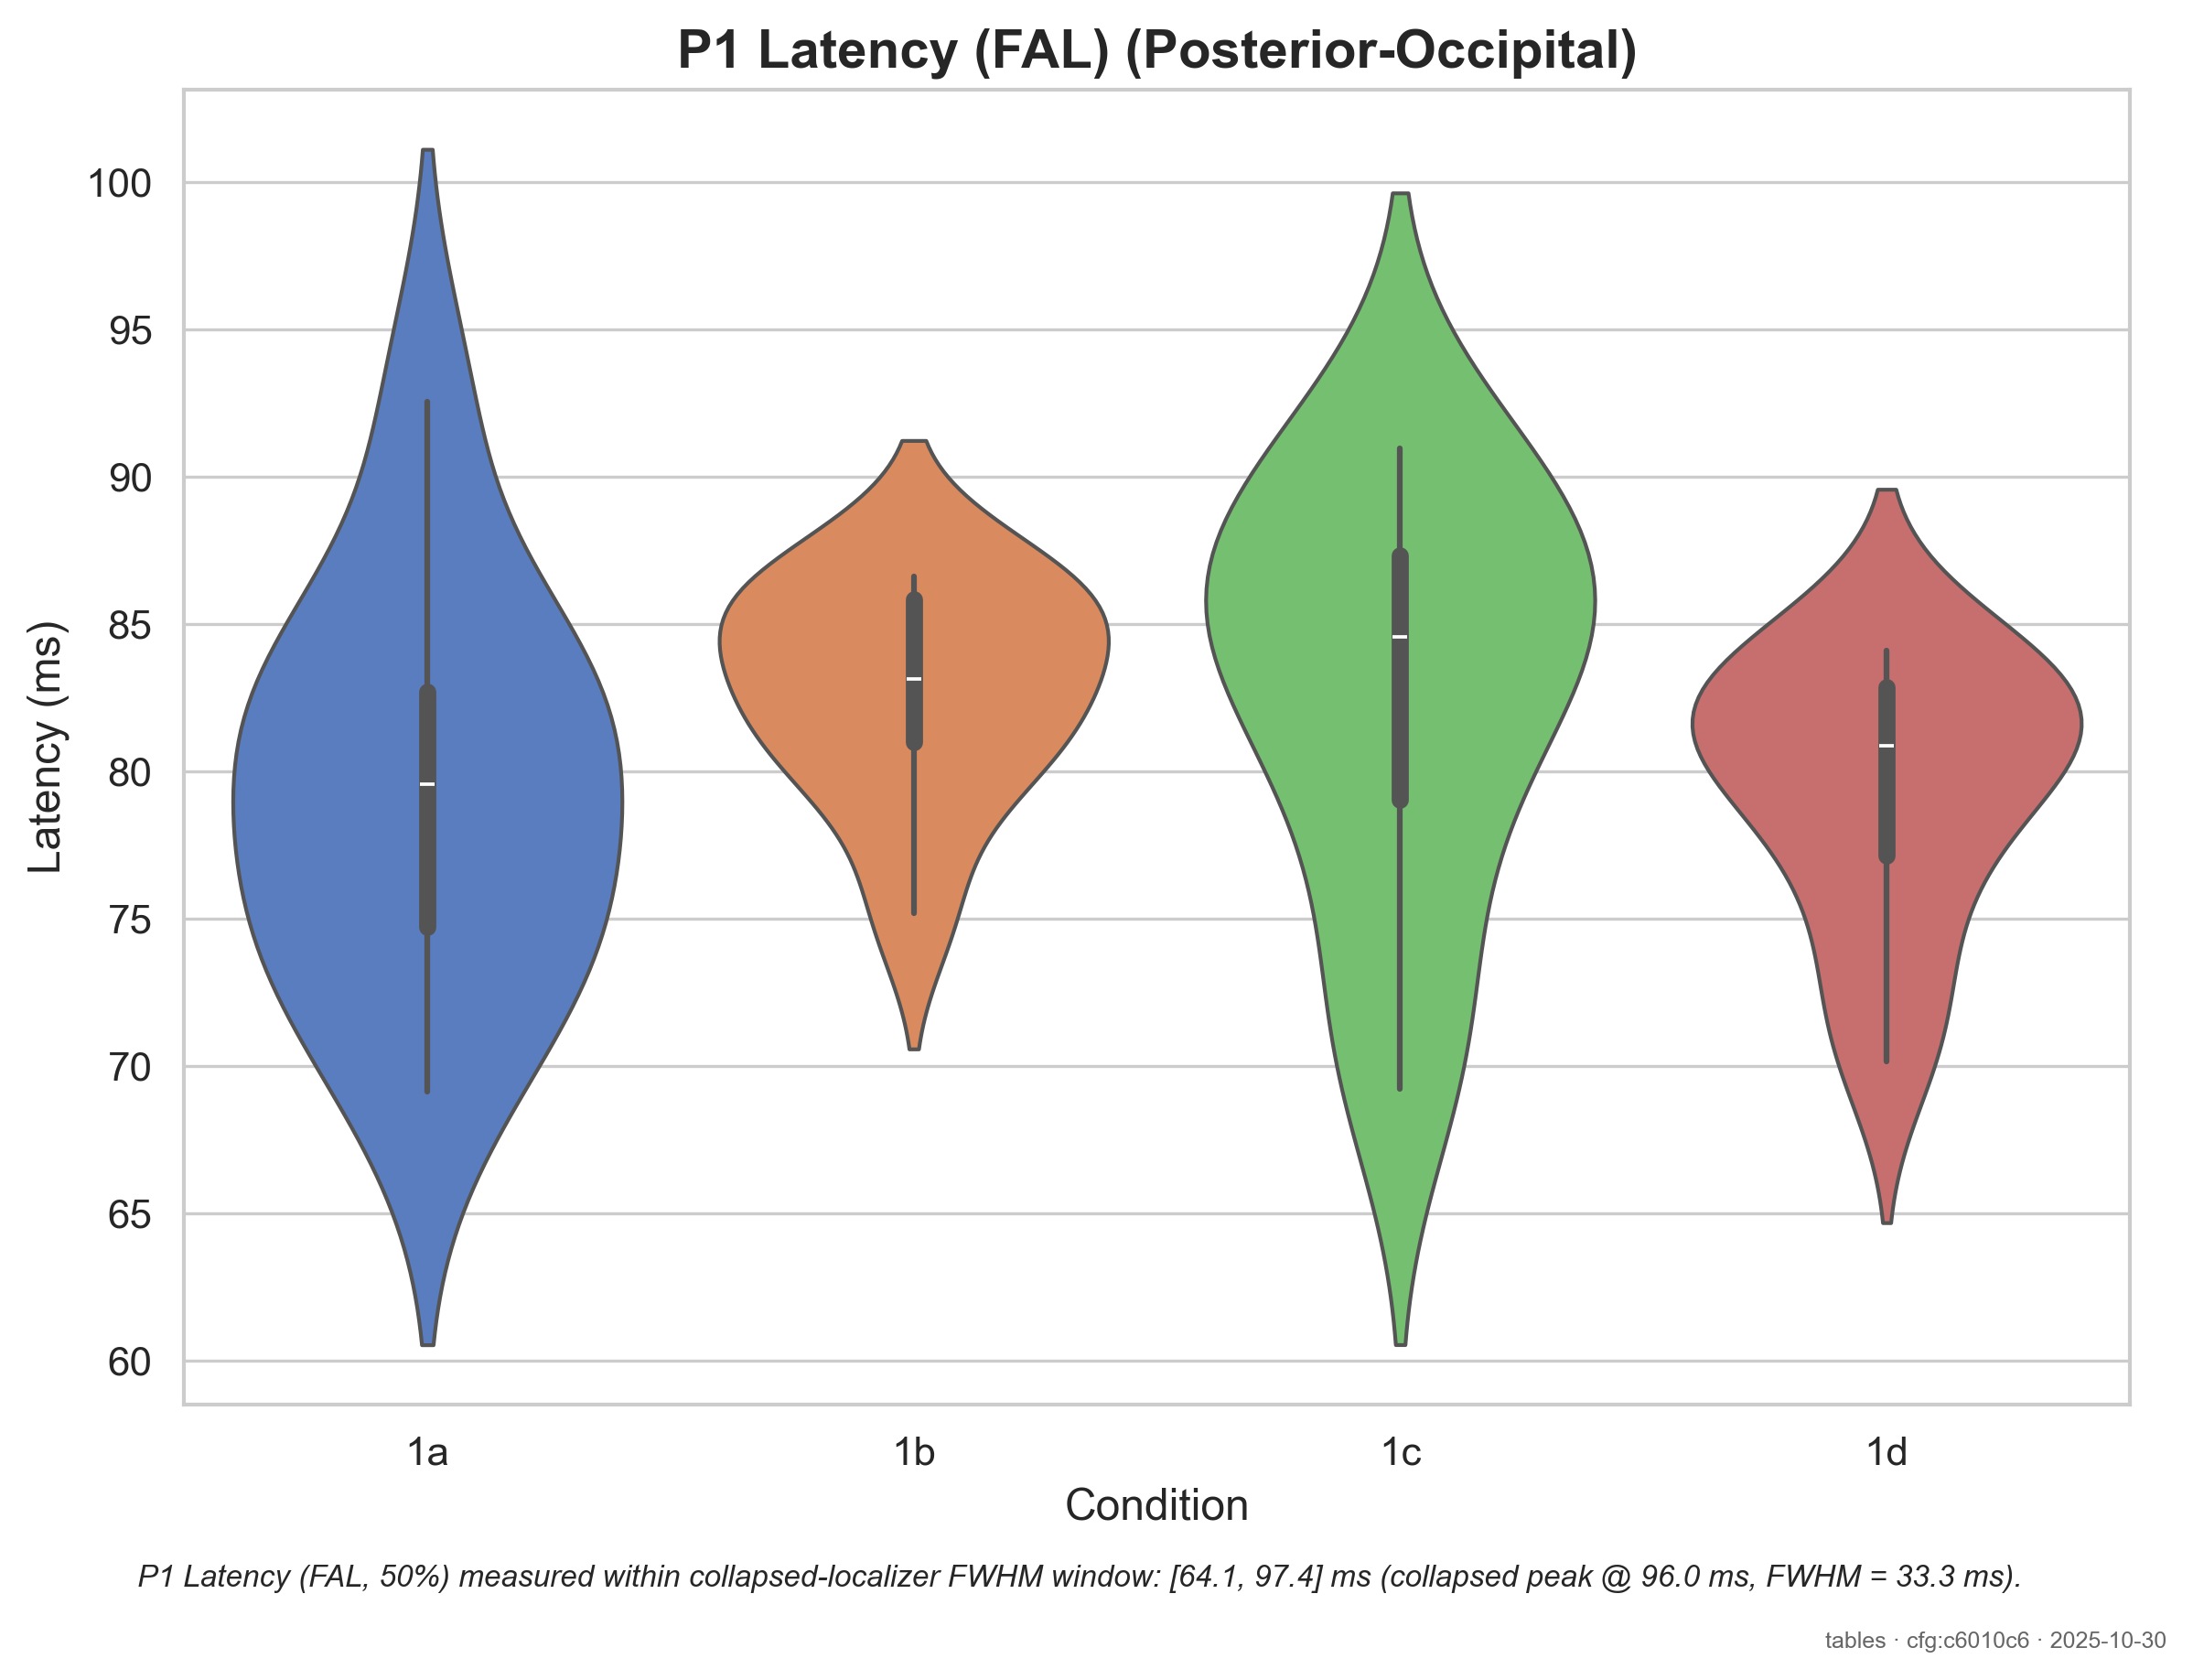 P1 Latency (FAL) (Posterior-Occipital)
Latency (ms)
100
95
90
85
80
75
70
65
60
1a
1b
1c
1d
Condition
P1 Latency (FAL, 50%) measured within collapsed-localizer FWHM window: [64.1, 97.4] ms (collapsed peak @ 96.0 ms, FWHM = 33.3 ms).
tables · cfg:c6010c6 · 2025-10-30